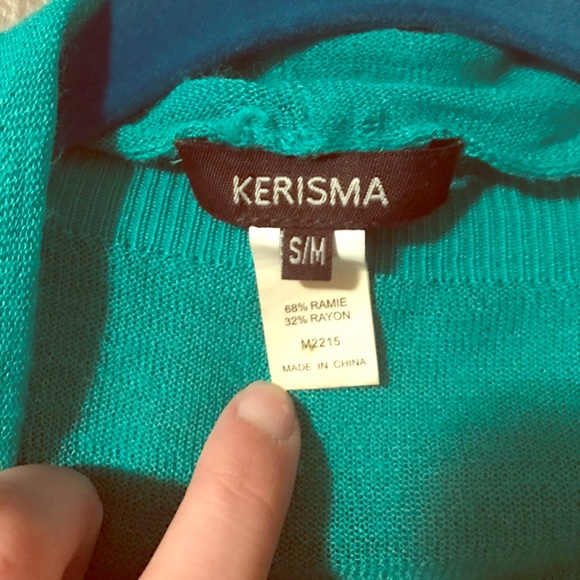 KERISMA
S/M
68% RAMIE
32% RAYON
M2215
MADE IN CHINA